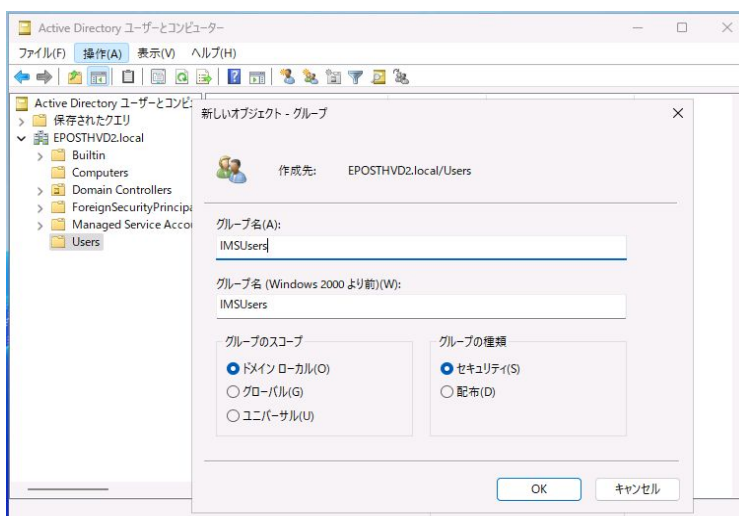 Active Directory ユーザーとコンピューター
ファイル(F) 操作(A) 表示(V) ヘルプ(H)
Active Directory ユーザーとコンピ
保存されたクエリ
EPOSTHVD2.local
Builtin
Computers
Domain Controllers
ForeignSecurityPrincipa
Managed Service Accou
Users
新しいオブジェクト - グループ
作成先: EPOSTHVD2.local/Users
グループ名(A):
IMSUsers
グループ名 (Windows 2000 より前)(W):
IMSUsers
グループのスコープ
ドメイン ローカル(O)
グローバル(G)
ユニバーサル(U)
グループの種類
セキュリティ(S)
配布(D)
OK キャンセル